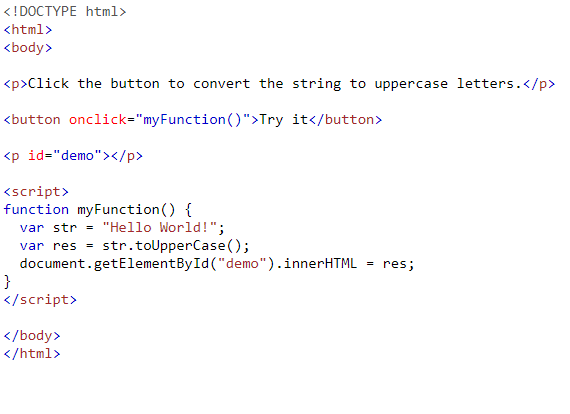 <!DOCTYPE html>
<html>
<body>
<p>Click the button to convert the string to uppercase letters.</p>
<button onclick="myFunction()">Try it</button>
<p id="demo"></p>
<script>
function myFunction() {
  var str = "Hello World!";
  var res = str.toUpperCase();
  document.getElementById("demo").innerHTML = res;
}
</script>
</body>
</html>